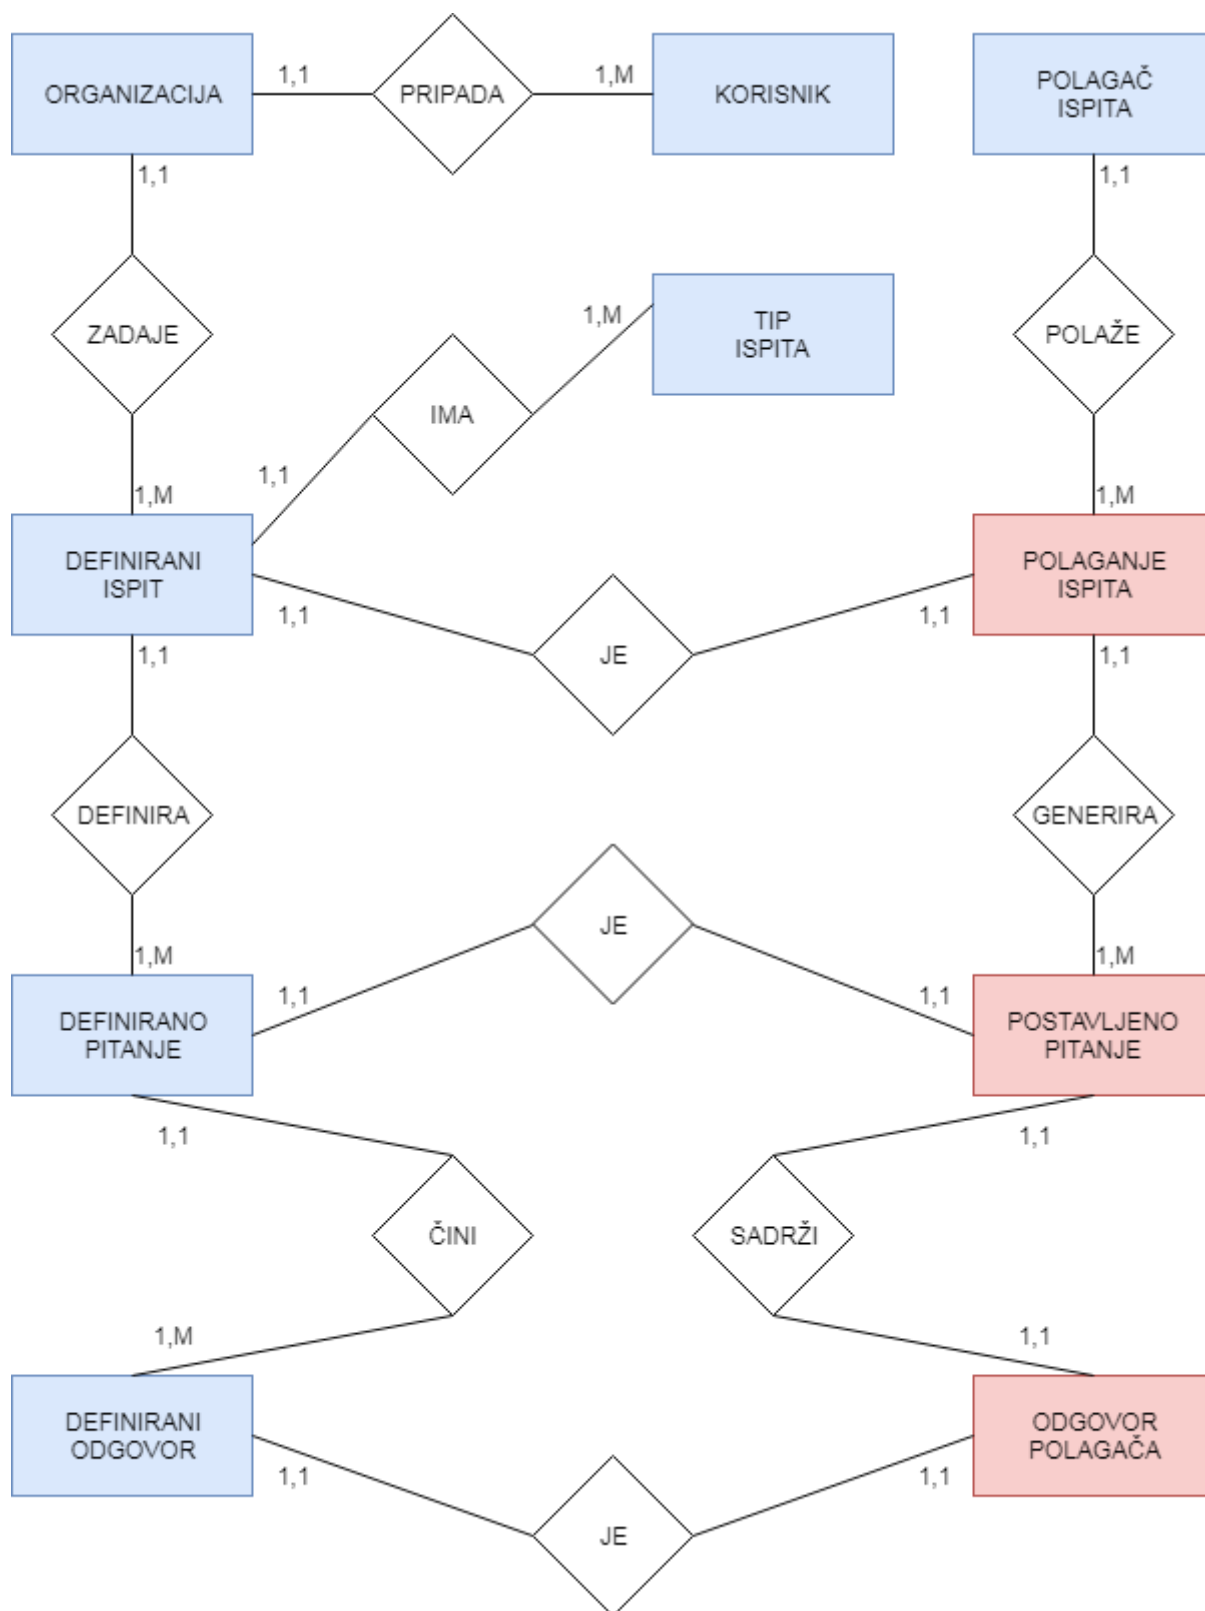 ORGANIZACIJA
1,1
PRIPADA
1,M
KORISNIK
POLAGAČ
ISPITA
1,1
1,1
ZADAJE
1,M
TIP
ISPITA
IMA
POLAŽE
1,1
1,M
1,M
DEFINIRANI
ISPIT
POLAGANJE
ISPITA
1,1
1,1
JE
1,1
1,1
DEFINIRA
GENERIRA
JE
1,M
1,M
1,1
1,1
DEFINIRANO
PITANJE
POSTAVLJENO
PITANJE
1,1
1,1
ČINI
SADRŽI
1,M
1,1
DEFINIRANI
ODGOVOR
ODGOVOR
POLAGAČA
1,1
1,1
JE